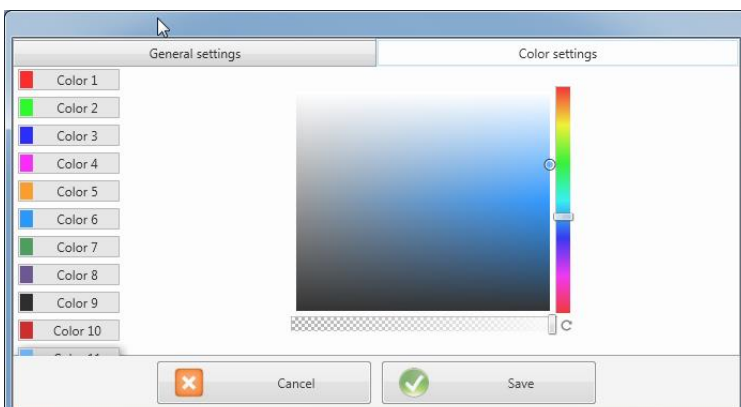 General settings
Color settings
Color 1
Color 2
Color 3
Color 4
Color 5
Color 6
Color 7
Color 8
Color 9
Color 10
Cancel
Save